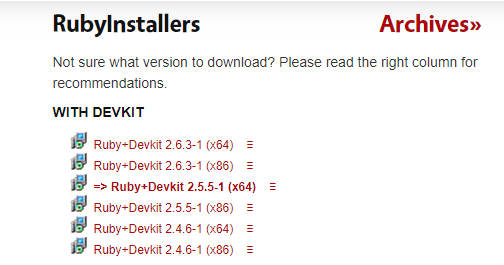 RubyInstallers Archives»
Not sure what version to download? Please read the right column for
recommendations.
WITH DEVKIT
Ruby+Devkit 2.6.3-1 (x64) ≡
Ruby+Devkit 2.6.3-1 (x86) ≡
=> Ruby+Devkit 2.5.5-1 (x64) ≡
Ruby+Devkit 2.5.5-1 (x86) ≡
Ruby+Devkit 2.4.6-1 (x64) ≡
Ruby+Devkit 2.4.6-1 (x86) ≡